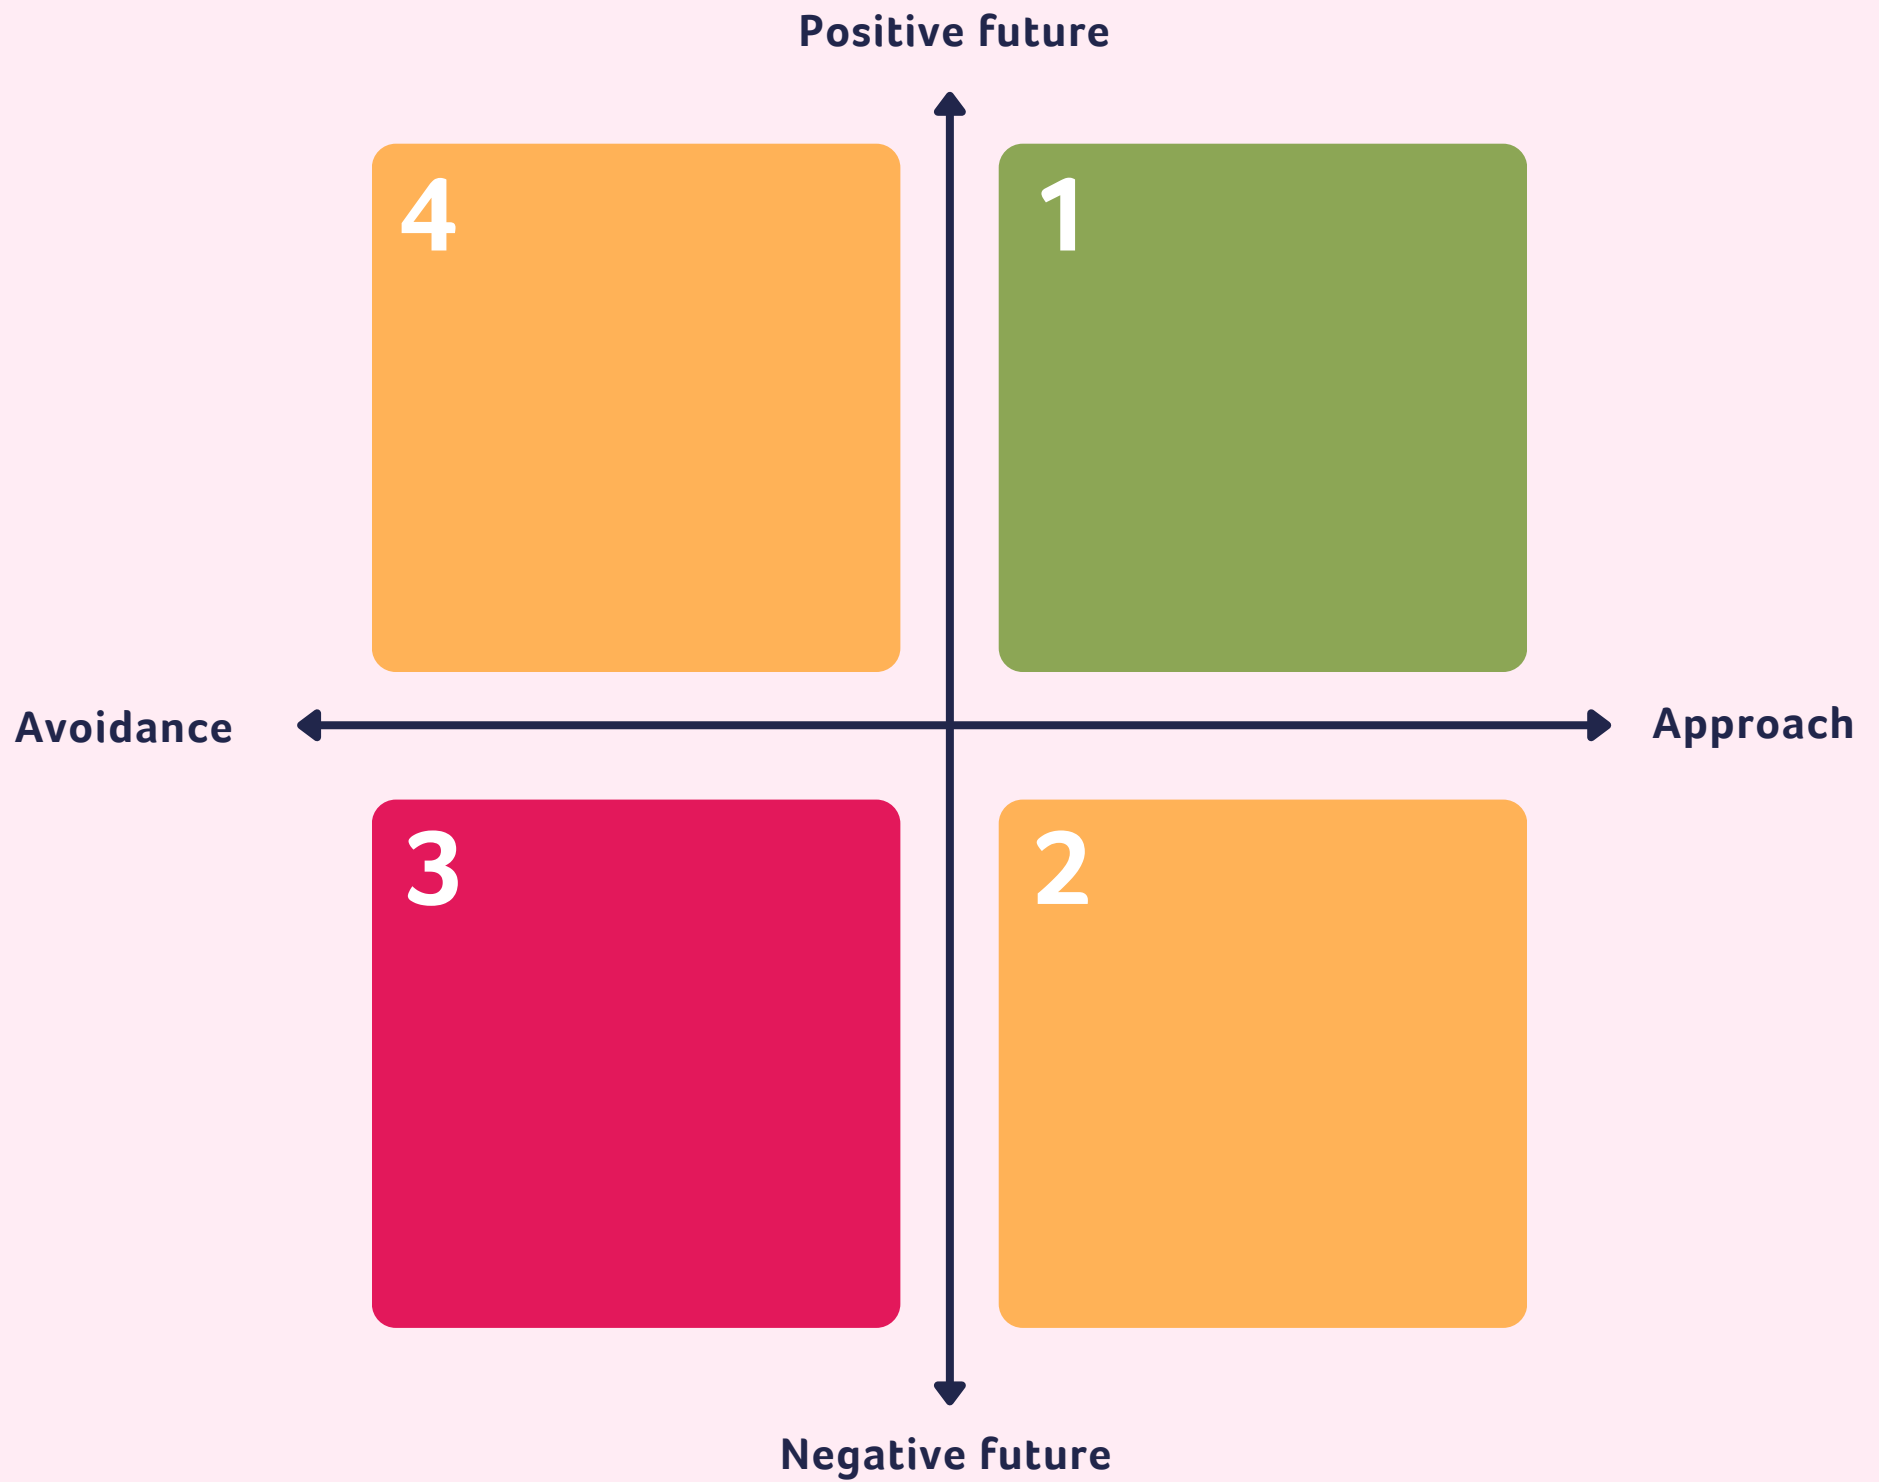 Positive future
4
1
Avoidance
Approach
3
2
Negative future